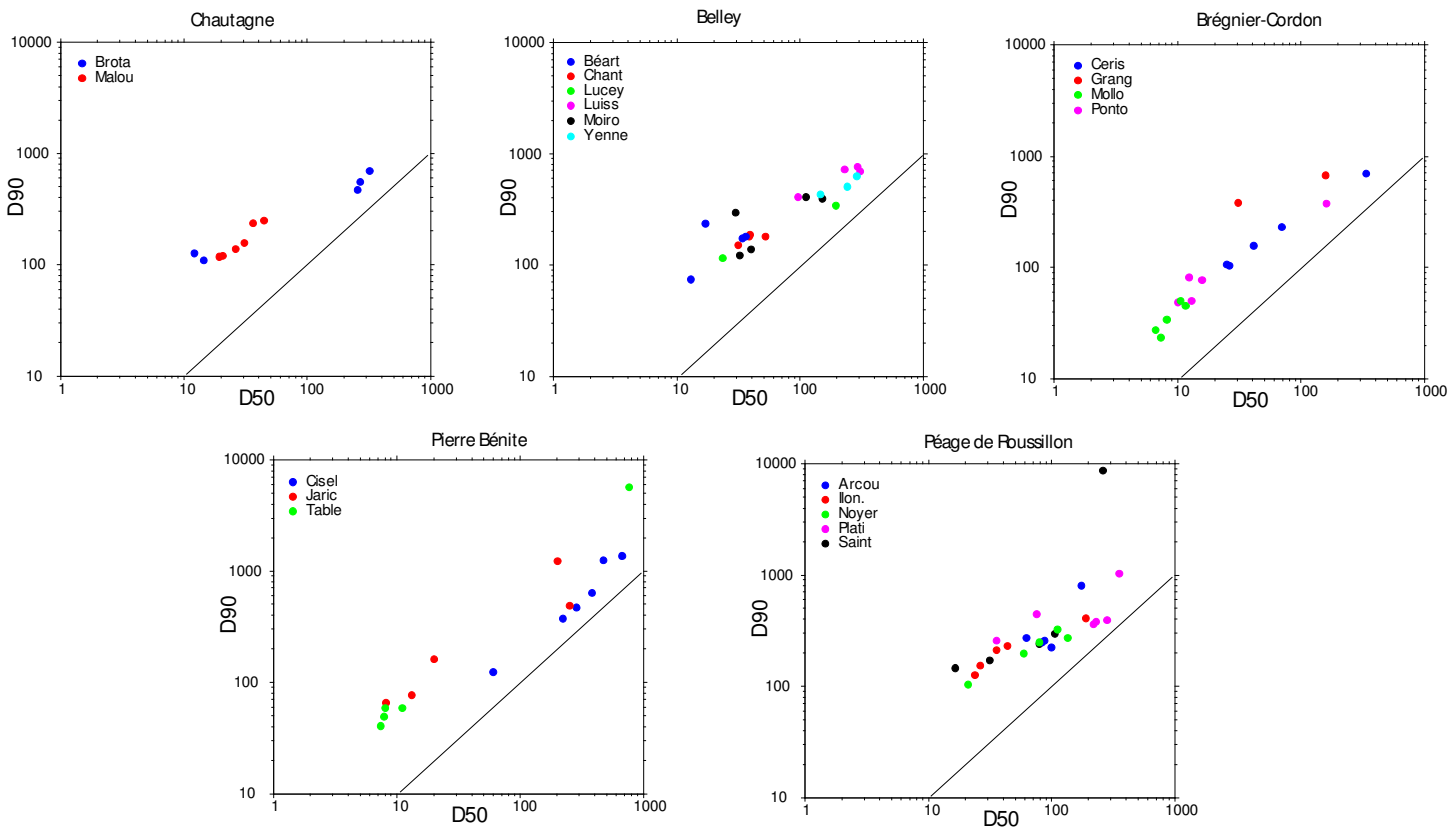 Chautagne
10000
1000
100
10
D90
Brota
Malou
1
10
100
1000
D50
Belley
10000
1000
100
10
D90
Béart
Chant
Lucey
Luiss
Moiro
Yenne
1
10
100
1000
D50
Brégnier-Cordon
10000
1000
100
10
D90
Ceris
Grang
Mollo
Ponto
1
10
100
1000
D50
Pierre Bénite
10000
1000
100
10
D90
Cisel
Jaric
Table
1
10
100
1000
D50
Péage de Roussillon
10000
1000
100
10
D90
Arcou
Ilon.
Noyer
Plati
Saint
1
10
100
1000
D50